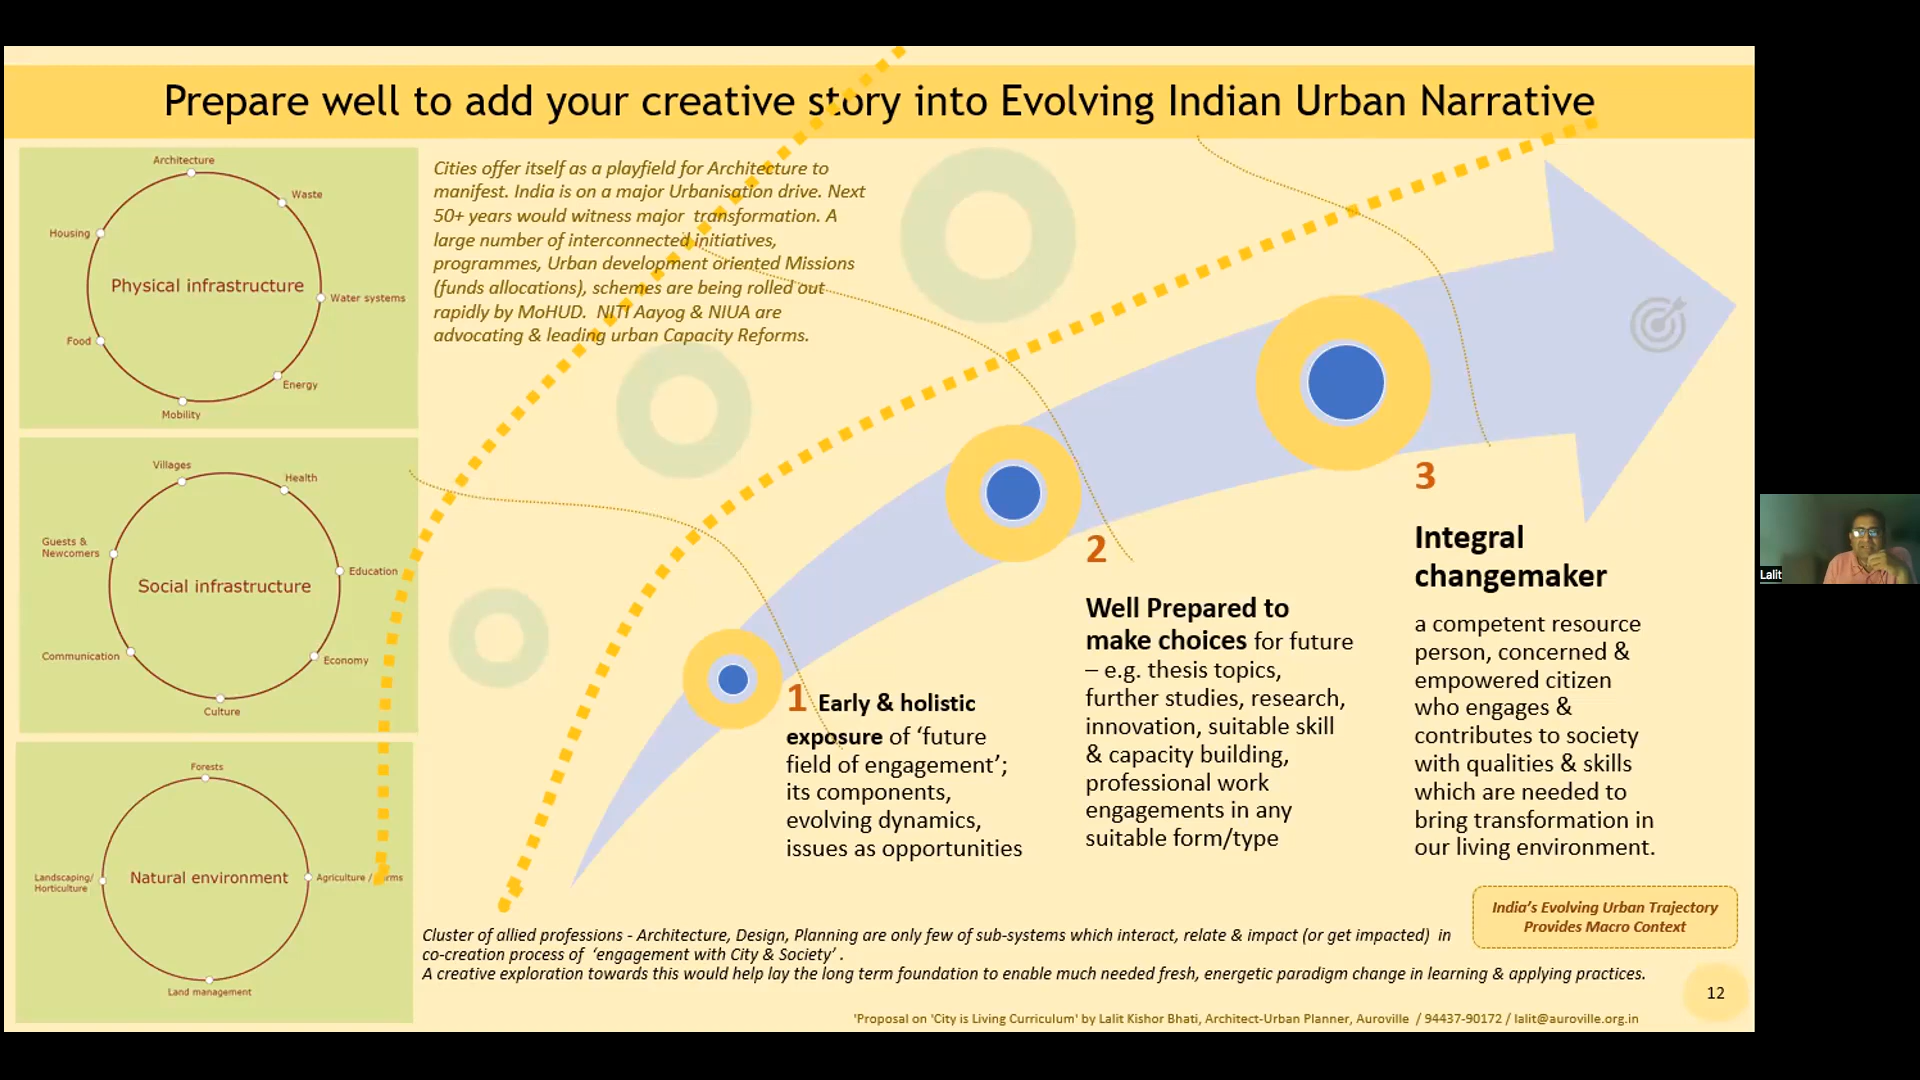 Prepare well to add your creative story into Evolving Indian Urban Narrative
Architecture
Waste
Housing
Physical infrastructure
Water systems
Food
Energy
Mobility
Villages
Health
Guests &
Newcomers
Education
Social infrastructure
Communication
Economy
Culture
Forests
Landscaping/
Horticulture
Natural environment
Agriculture /
Land management
Cities offer itself as a playfield for Architecture to
manifest. India is on a major Urbanisation drive. Next
50+ years would witness major transformation. A
large number of interconnected initiatives,
programmes, Urban development oriented Missions
(funds allocations), schemes are being rolled out
rapidly by MoHUD. NITI Aayog & NIUA are
advocating & leading urban Capacity Reforms.
1 Early & holistic
exposure of ‘future
field of engagement’;
its components,
evolving dynamics,
issues as opportunities
2
Well Prepared to
make choices for future
– e.g. thesis topics,
further studies, research,
innovation, suitable skill
& capacity building,
professional work
engagements in any
suitable form/type
3
Integral
changemaker
a competent resource
person, concerned &
empowered citizen
who engages &
contributes to society
with qualities & skills
which are needed to
bring transformation in
our living environment.
India’s Evolving Urban Trajectory
Provides Macro Context
Cluster of allied professions - Architecture, Design, Planning are only few of sub-systems which interact, relate & impact (or get impacted) in
co-creation process of ‘engagement with City & Society’ .
A creative exploration towards this would help lay the long term foundation to enable much needed fresh, energetic paradigm change in learning & applying practices.
12
'Proposal on 'City is Living Curriculum' by Lalit Kishor Bhati, Architect-Urban Planner, Auroville / 94437-90172 / lalit@auroville.org.in
Lalit